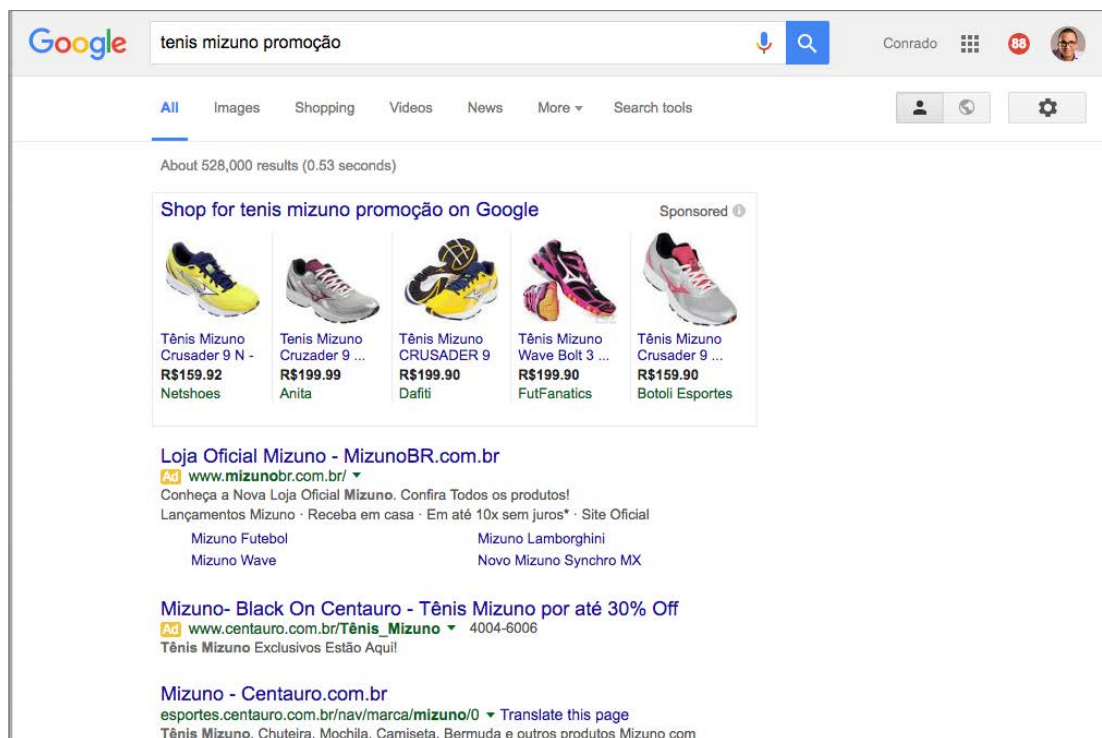 Google
tenis mizuno promoção
Conrado
88
All Images Shopping Videos News More Search tools
About 528,000 results (0.53 seconds)
Shop for tenis mizuno promoção on Google
Sponsored
Tênis Mizuno
Crusader 9 N -
R$159.92
Netshoes
Tenis Mizuno
Cruzader 9 ...
R$199.99
Anita
Tênis Mizuno
CRUSADER 9
R$199.90
Dafiti
Tênis Mizuno
Wave Bolt 3 ...
R$199.90
FutFanatics
Tênis Mizuno
Crusader 9 ...
R$159.90
Botoli Esportes
Loja Oficial Mizuno - MizunoBR.com.br
Ad www.mizunobr.com.br/
Conheça a Nova Loja Oficial Mizuno. Confira Todos os produtos!
Lançamentos Mizuno · Receba em casa · Em até 10x sem juros* · Site Oficial
Mizuno Futebol Mizuno Lamborghini
Mizuno Wave Novo Mizuno Synchro MX
Mizuno- Black On Centauro - Tênis Mizuno por até 30% Off
Ad www.centauro.com.br/Tênis_Mizuno 4004-6006
Tênis Mizuno Exclusivos Estão Aqui!
Mizuno - Centauro.com.br
esportes.centauro.com.br/nav/marca/mizuno/0 Translate this page
Tênis Mizuno, Chuteira, Mochila, Camiseta, Bermuda e outros produtos Mizuno com